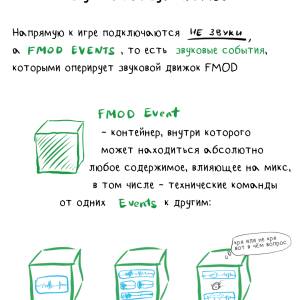 Напрямую к игре подключаются НЕ ЗВУКИ,
а FMOD EVENTS, то есть звуковые события,
которыми оперирует звуковой движок FMOD
FMOD Event
- контейнер, внутри которого
может находиться абсолютно
любое содержимое, влияющее на микс,
в том числе - технические команды
от одних Events к другим:
кря или не кря
вот в чём вопрос